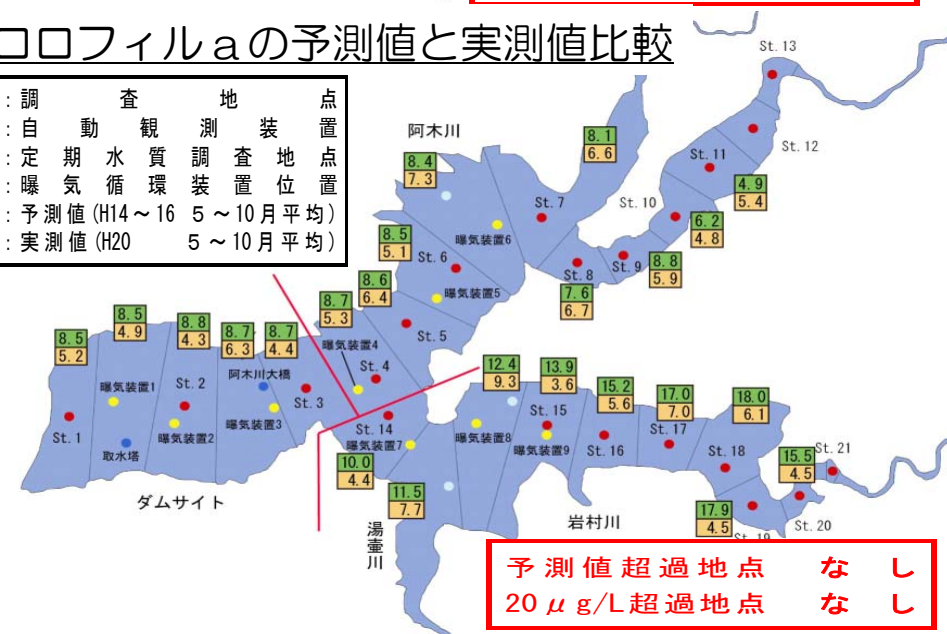 ロロフィルaの予測値と実測値比較
:調査地点
:自動観測装置
:定期水質調査地点
:曝気循環装置位置
:予測値(H14～16 5～10月平均)
:実測値(H20 5～10月平均)
St. 13
St. 12
阿木川
8.1
6.6
8.4
7.3
St. 11
4.9
5.4
St. 7
St. 10
6.2
4.8
8.5
5.1
曝気装置6
St. 6
St. 8
St. 9
8.8
5.9
8.6
6.4
曝気装置5
7.6
6.7
8.7
5.3
St. 5
8.5
5.2
8.5
4.9
8.8
4.3
8.7
6.3
8.7
4.4
曝気装置4
St. 4
12.4
9.3
13.9
3.6
15.2
5.6
17.0
7.0
18.0
6.1
曝気装置1
St. 2
阿木川大橋
St. 3
St. 1
取水塔
曝気装置2
曝気装置3
St. 14
曝気装置7
曝気装置8
St. 15
曝気装置9
St. 16
St. 17
St. 18
15.5
4.5
St. 21
10.0
4.4
11.5
7.7
17.9
4.5
St. 19
St. 20
ダムサイト
湯壷川
岩村川
予測値超過地点 なし
20μg/L超過地点 なし